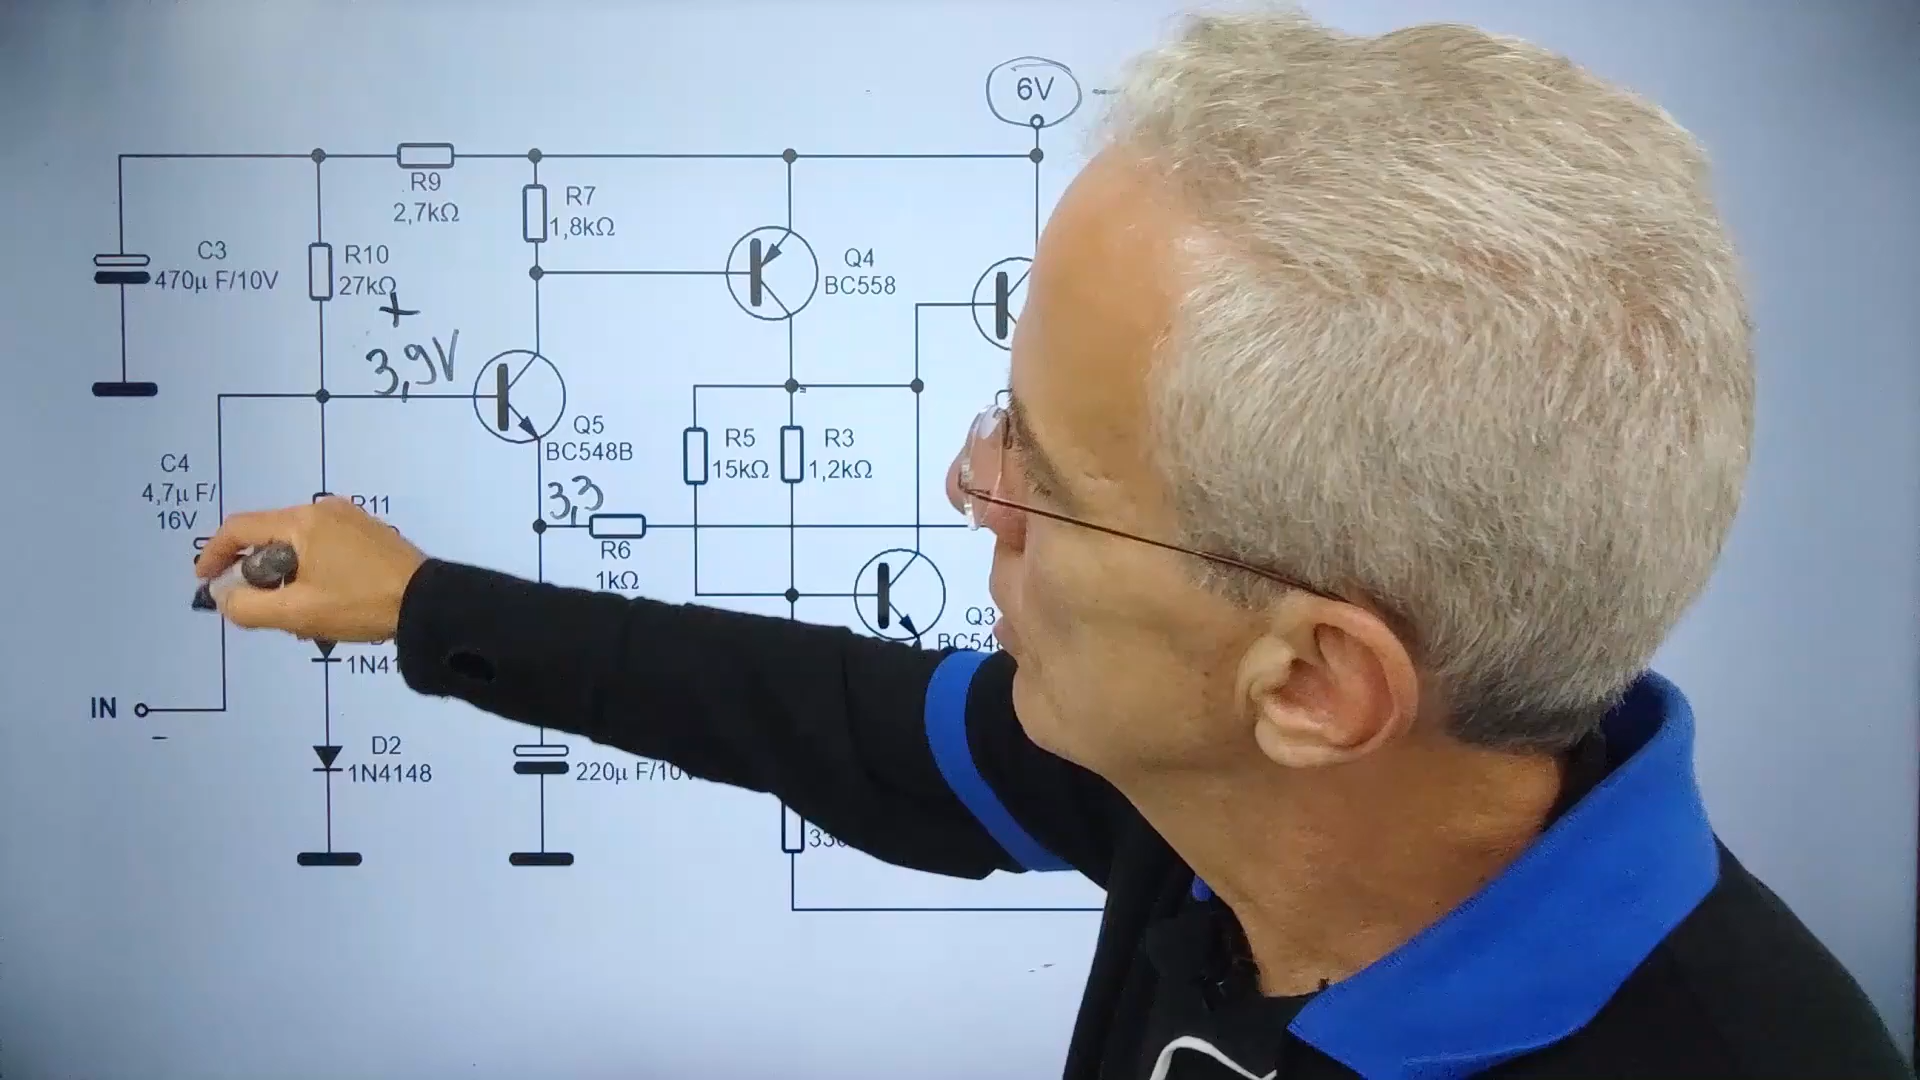 6V
R9
2,7kΩ
R7
1,8kΩ
C3
470μ F/10V
R10
27kΩ
Q4
BC558
+
3,9V
Q5
BC548B
R5
15kΩ
R3
1,2kΩ
C4
4,7μ F/
16V
R11
3,3
R6
1kΩ
Q3
IN
D2
1N4148
220μ F/10V